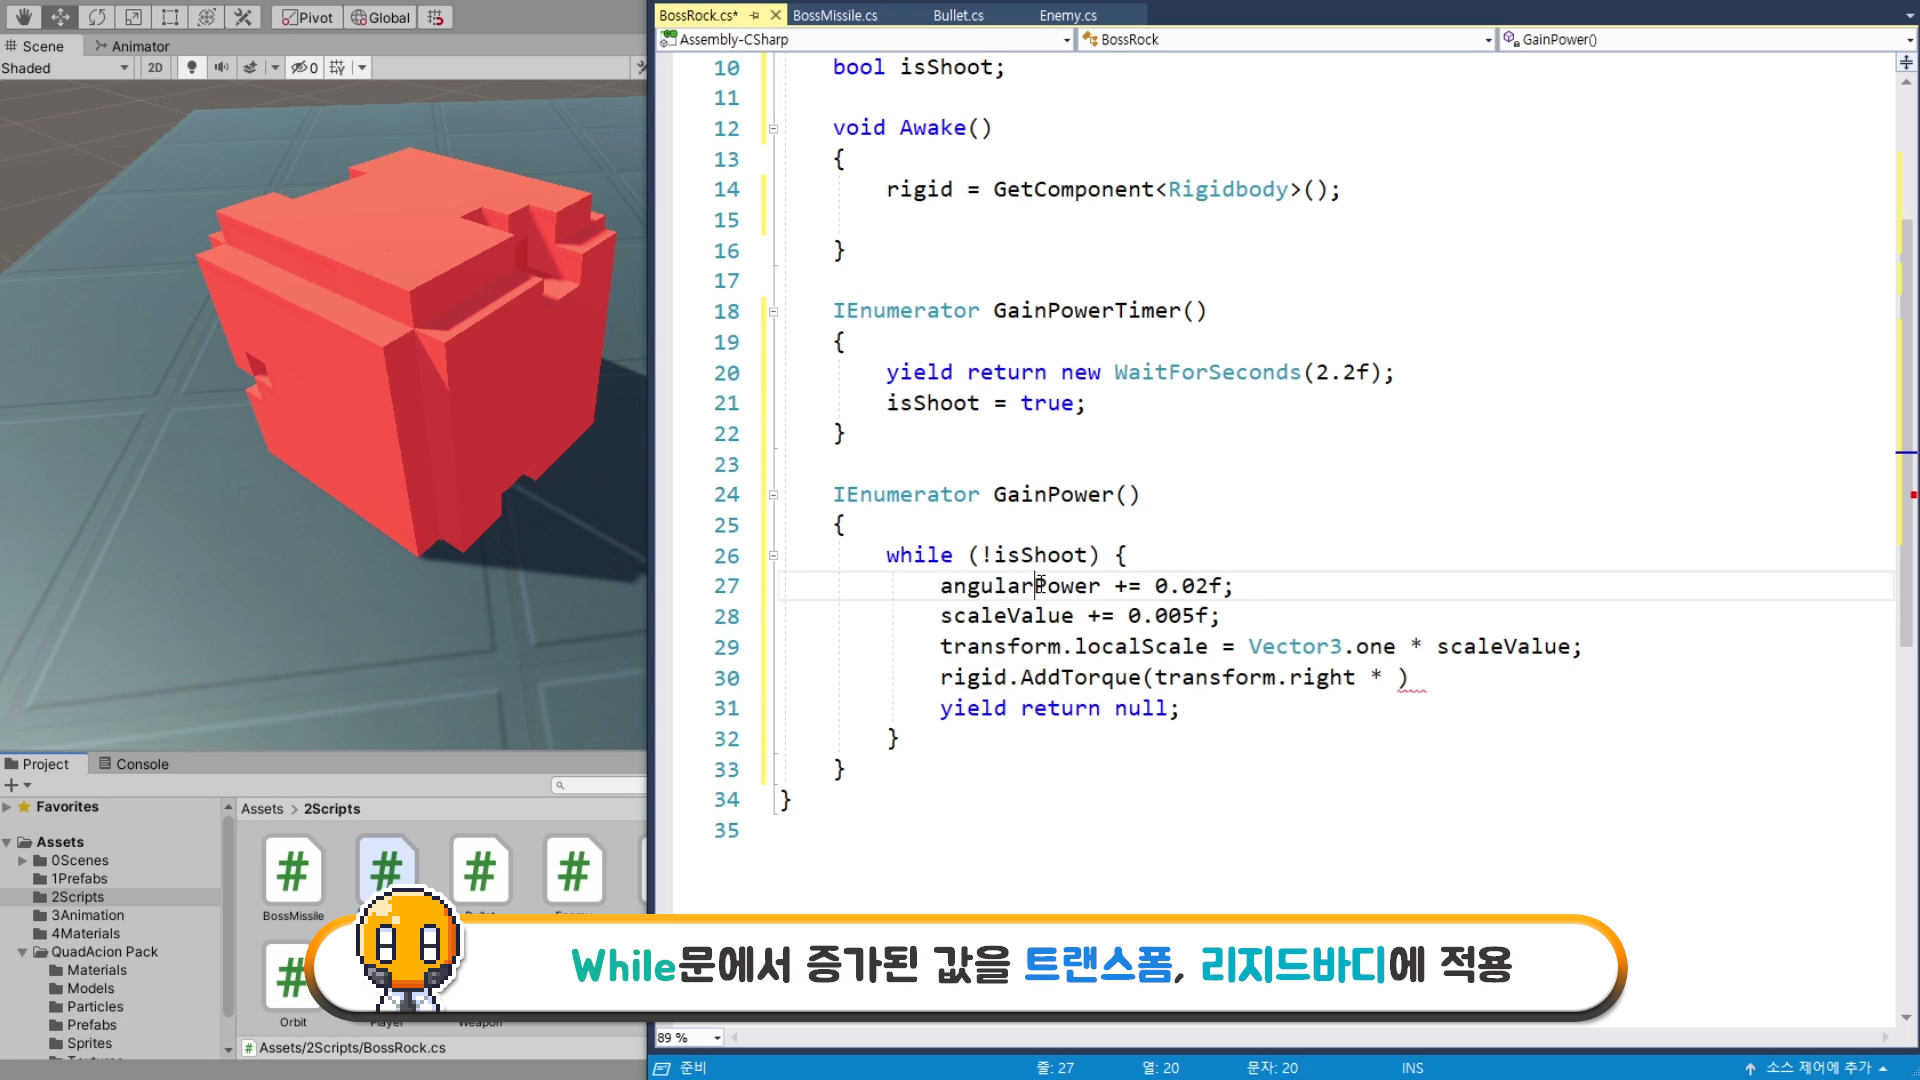 Pivot
Global
Scene
Animator
Shaded
2D
0
BossRock.cs*
BossMissile.cs
Bullet.cs
Enemy.cs
Assembly-CSharp
BossRock
GainPower()
10 bool isShoot;
11
12 void Awake()
13 {
14 rigid = GetComponent<Rigidbody>();
15
16 }
17
18 IEnumerator GainPowerTimer()
19 {
20 yield return new WaitForSeconds(2.2f);
21 isShoot = true;
22 }
23
24 IEnumerator GainPower()
25 {
26 while (!isShoot) {
27 angularPower += 0.02f;
28 scaleValue += 0.005f;
29 transform.localScale = Vector3.one * scaleValue;
30 rigid.AddTorque(transform.right * )
31 yield return null;
32 }
33 }
34 }
35
Project
Console
Favorites
Assets
0Scenes
1Prefabs
2Scripts
3Animation
4Materials
QuadAcion Pack
Materials
Models
Particles
Prefabs
Sprites
Assets > 2Scripts
BossMissile
Orbit
Player
Weapon
Assets/2Scripts/BossRock.cs
While문에서 증가된 값을 트랜스폼, 리지드바디에 적용
89 %
준비
줄: 27
열: 20
문자: 20
INS
소스 제어에 추가